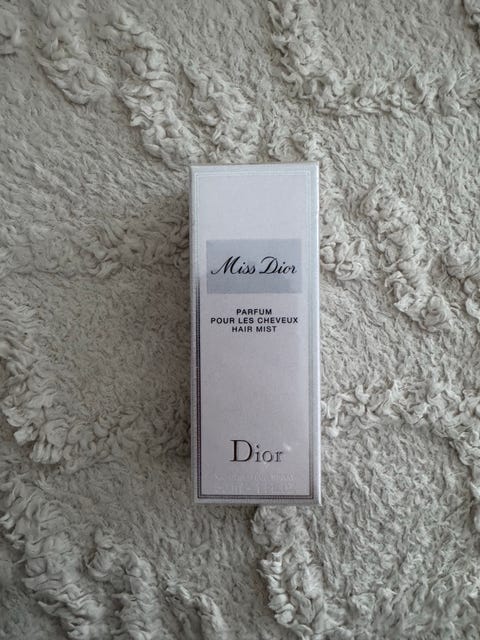 Miss Dior
PARFUM
POUR LES CHEVEUX
HAIR MIST
Dior